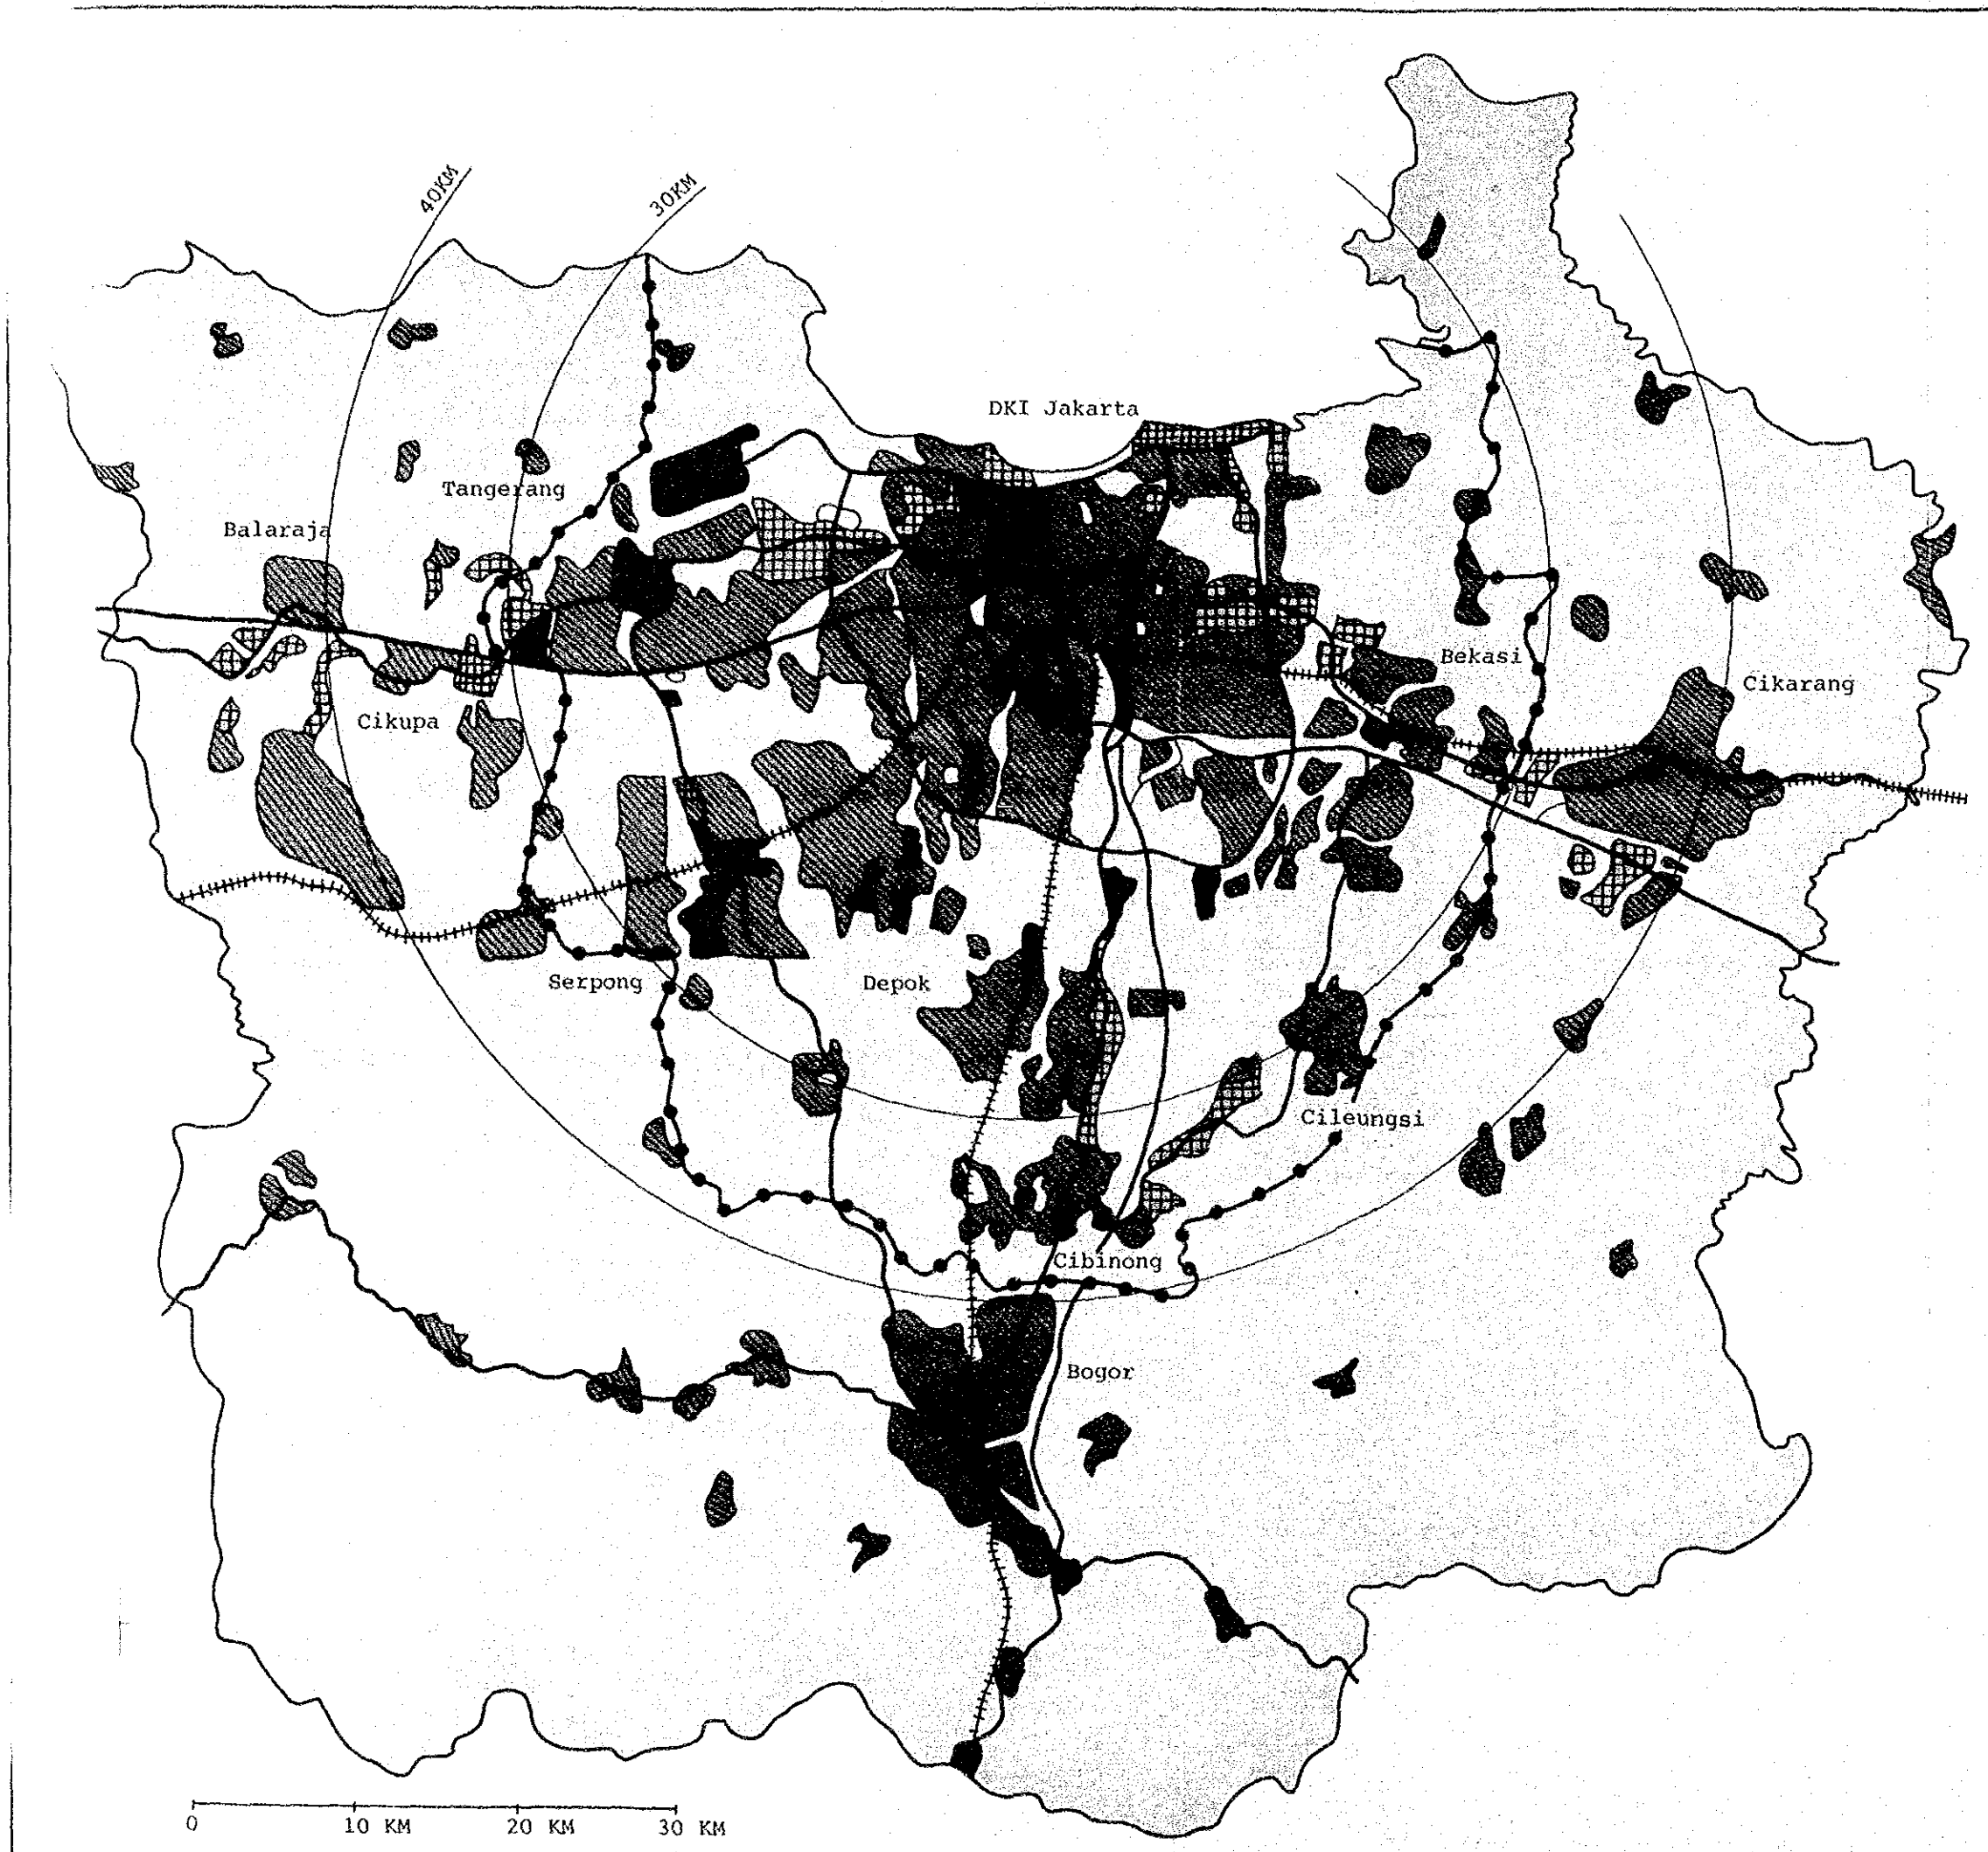 40KM
30KM
DKI Jakarta
Tangerang
Balaraja
Bekasi
Cikarang
Cikupa
Serpong
Depok
Cileungsi
Cibinong
Bogor
0
10 KM
20 KM
30 KM